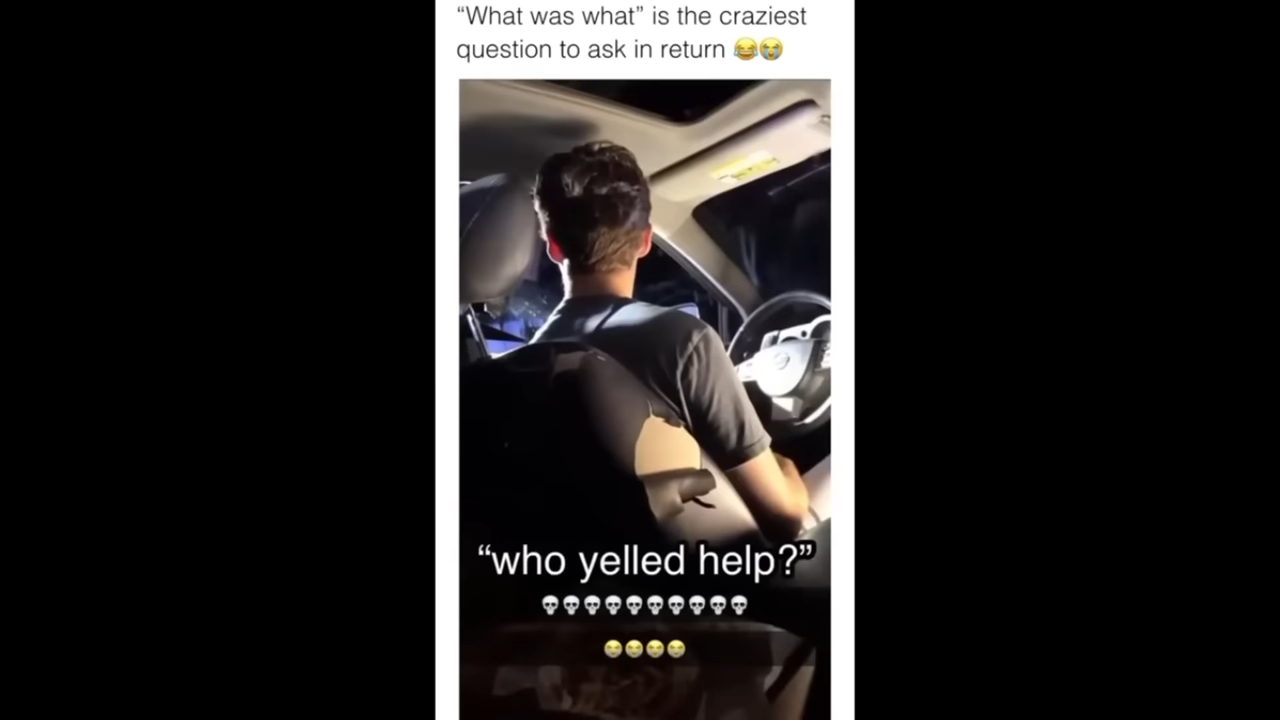 “What was what” is the craziest
question to ask in return 😂😭
“who yelled help?”
💀💀💀💀💀💀💀💀💀💀
😭😭😭😭